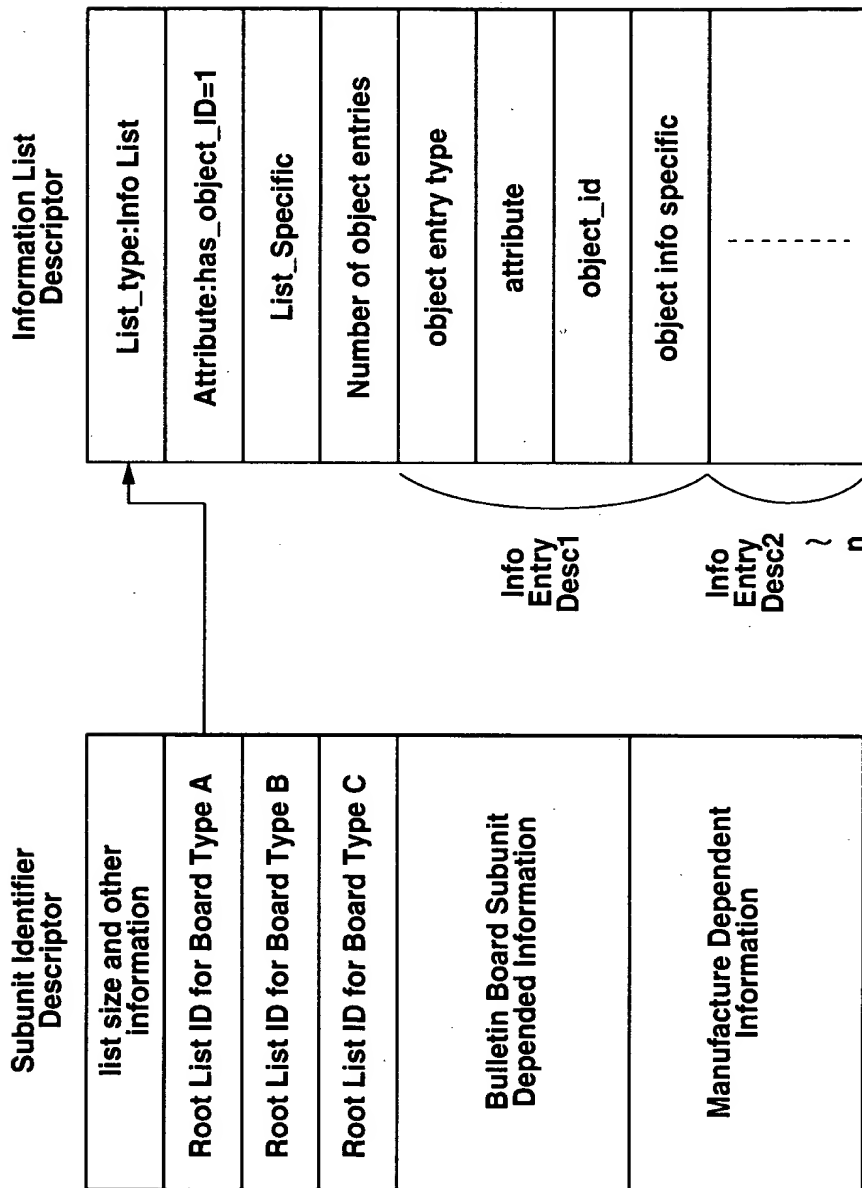 Subunit Identifier
Descriptor
list size and other
information
Root List ID for Board Type A
Root List ID for Board Type B
Root List ID for Board Type C
Bulletin Board Subunit
Depended Information
Manufacture Dependent
Information
Information List
Descriptor
List_type:Info List
Attribute:has_object_ID=1
List_Specific
Number of object entries
object entry type
attribute
object_id
object info specific
Info
Entry
Desc1
Info
Entry
Desc2
~
n